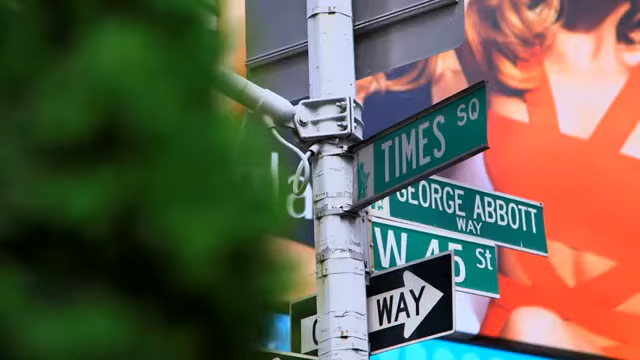 TIMES SQ
GEORGE ABBOTT
WAY
W 45 St
WAY